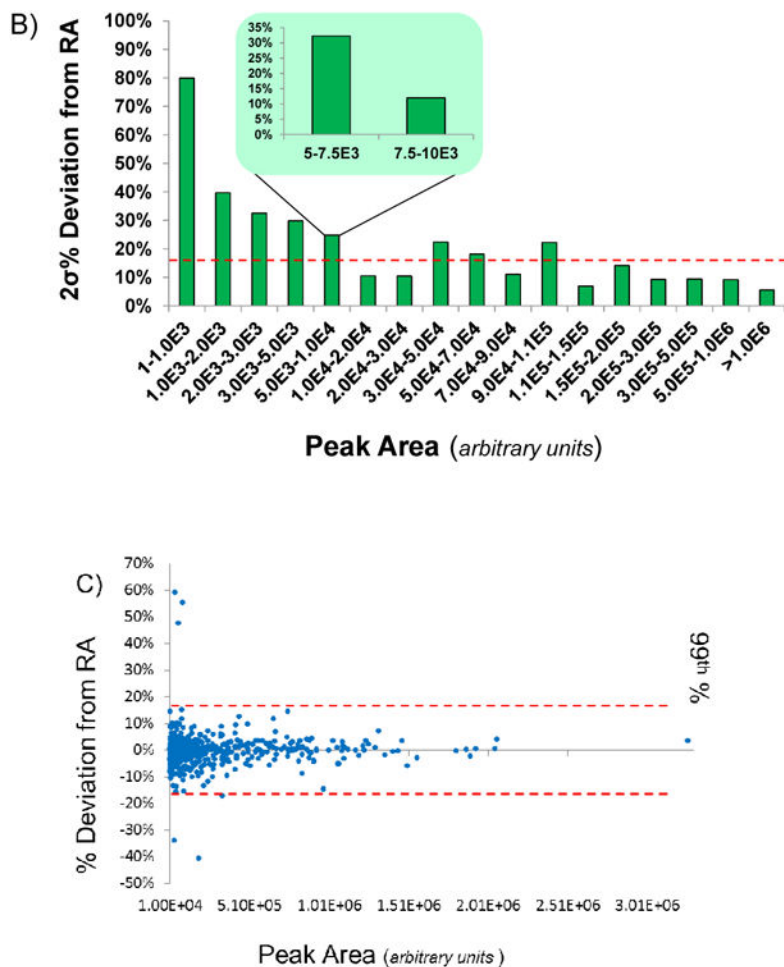 B)
2σ% Deviation from RA
100%
90%
80%
70%
60%
50%
40%
30%
20%
10%
0%
35%
30%
25%
20%
15%
10%
5%
0%
5-7.5E3 7.5-10E3
1-1.0E3
1.0E3-2.0E3
2.0E3-3.0E3
3.0E3-5.0E3
5.0E3-1.0E4
1.0E4-2.0E4
2.0E4-3.0E4
3.0E4-5.0E4
5.0E4-7.0E4
7.0E4-9.0E4
9.0E4-1.1E5
1.1E5-1.5E5
1.5E5-2.0E5
2.0E5-3.0E5
3.0E5-5.0E5
5.0E5-1.0E6
>1.0E6
Peak Area (arbitrary units)
C)
% Deviation from RA
70%
60%
50%
40%
30%
20%
10%
0%
-10%
-20%
-30%
-40%
-50%
99th %
1.00E+04 5.10E+05 1.01E+06 1.51E+06 2.01E+06 2.51E+06 3.01E+06
Peak Area (arbitrary units)